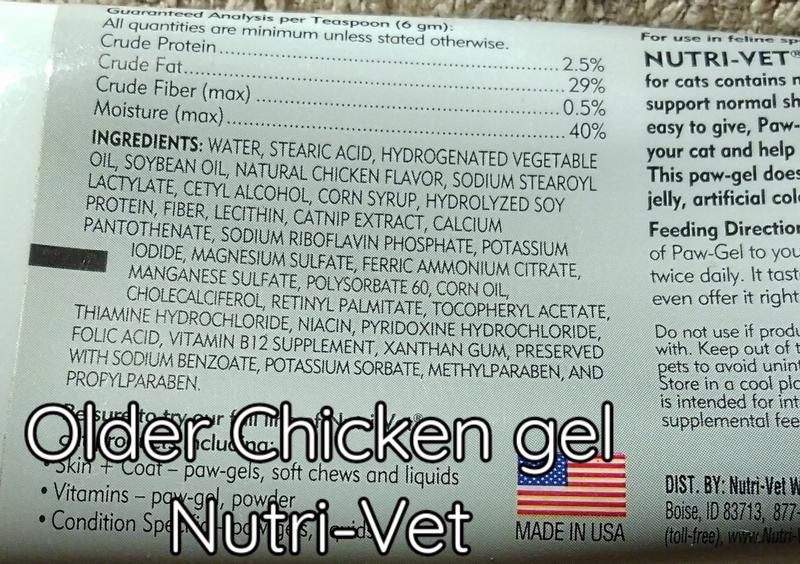 Guaranteed Analysis per Teaspoon (6 gm):
All quantities are minimum unless stated otherwise.
Crude Protein 2.5%
Crude Fat 29%
Crude Fiber (max) 0.5%
Moisture (max) 40%
INGREDIENTS: WATER, STEARIC ACID, HYDROGENATED VEGETABLE
OIL, SOYBEAN OIL, NATURAL CHICKEN FLAVOR, SODIUM STEAROYL
LACTYLATE, CETYL ALCOHOL, CORN SYRUP, HYDROLYZED SOY
PROTEIN, FIBER, LECITHIN, CATNIP EXTRACT, CALCIUM
PANTOTHENATE, SODIUM RIBOFLAVIN PHOSPHATE, POTASSIUM
IODIDE, MAGNESIUM SULFATE, FERRIC AMMONIUM CITRATE,
MANGANESE SULFATE, POLYSORBATE 60, CORN OIL,
CHOLECALCIFEROL, RETINYL PALMITATE, TOCOPHERYL ACETATE,
THIAMINE HYDROCHLORIDE, NIACIN, PYRIDOXINE HYDROCHLORIDE,
FOLIC ACID, VITAMIN B12 SUPPLEMENT, XANTHAN GUM, PRESERVED
WITH SODIUM BENZOATE, POTASSIUM SORBATE, METHYLPARABEN, AND
PROFYLPARABEN.
Be sure to try our full
including:
• Skin + Coat – paw-gels, soft chews and liquids
• Vitamins – paw-gel, powder
• Condition
Older Chicken gel
Nutri-Vet
MADE IN USA
For use in feline
NUTRI-VET®
for cats contains
support normal
easy to give, Paw-
your cat and help
This paw-gel does
jelly, artificial
Feeding
of Paw-Gel to you
twice daily. It
even offer it right
Do not use if
with. Keep out of
pets to avoid
Store in a cool
is intended for
supplemental
DIST. BY: Nutri-Vet
Boise, ID 83713, 877-
(toll-free),